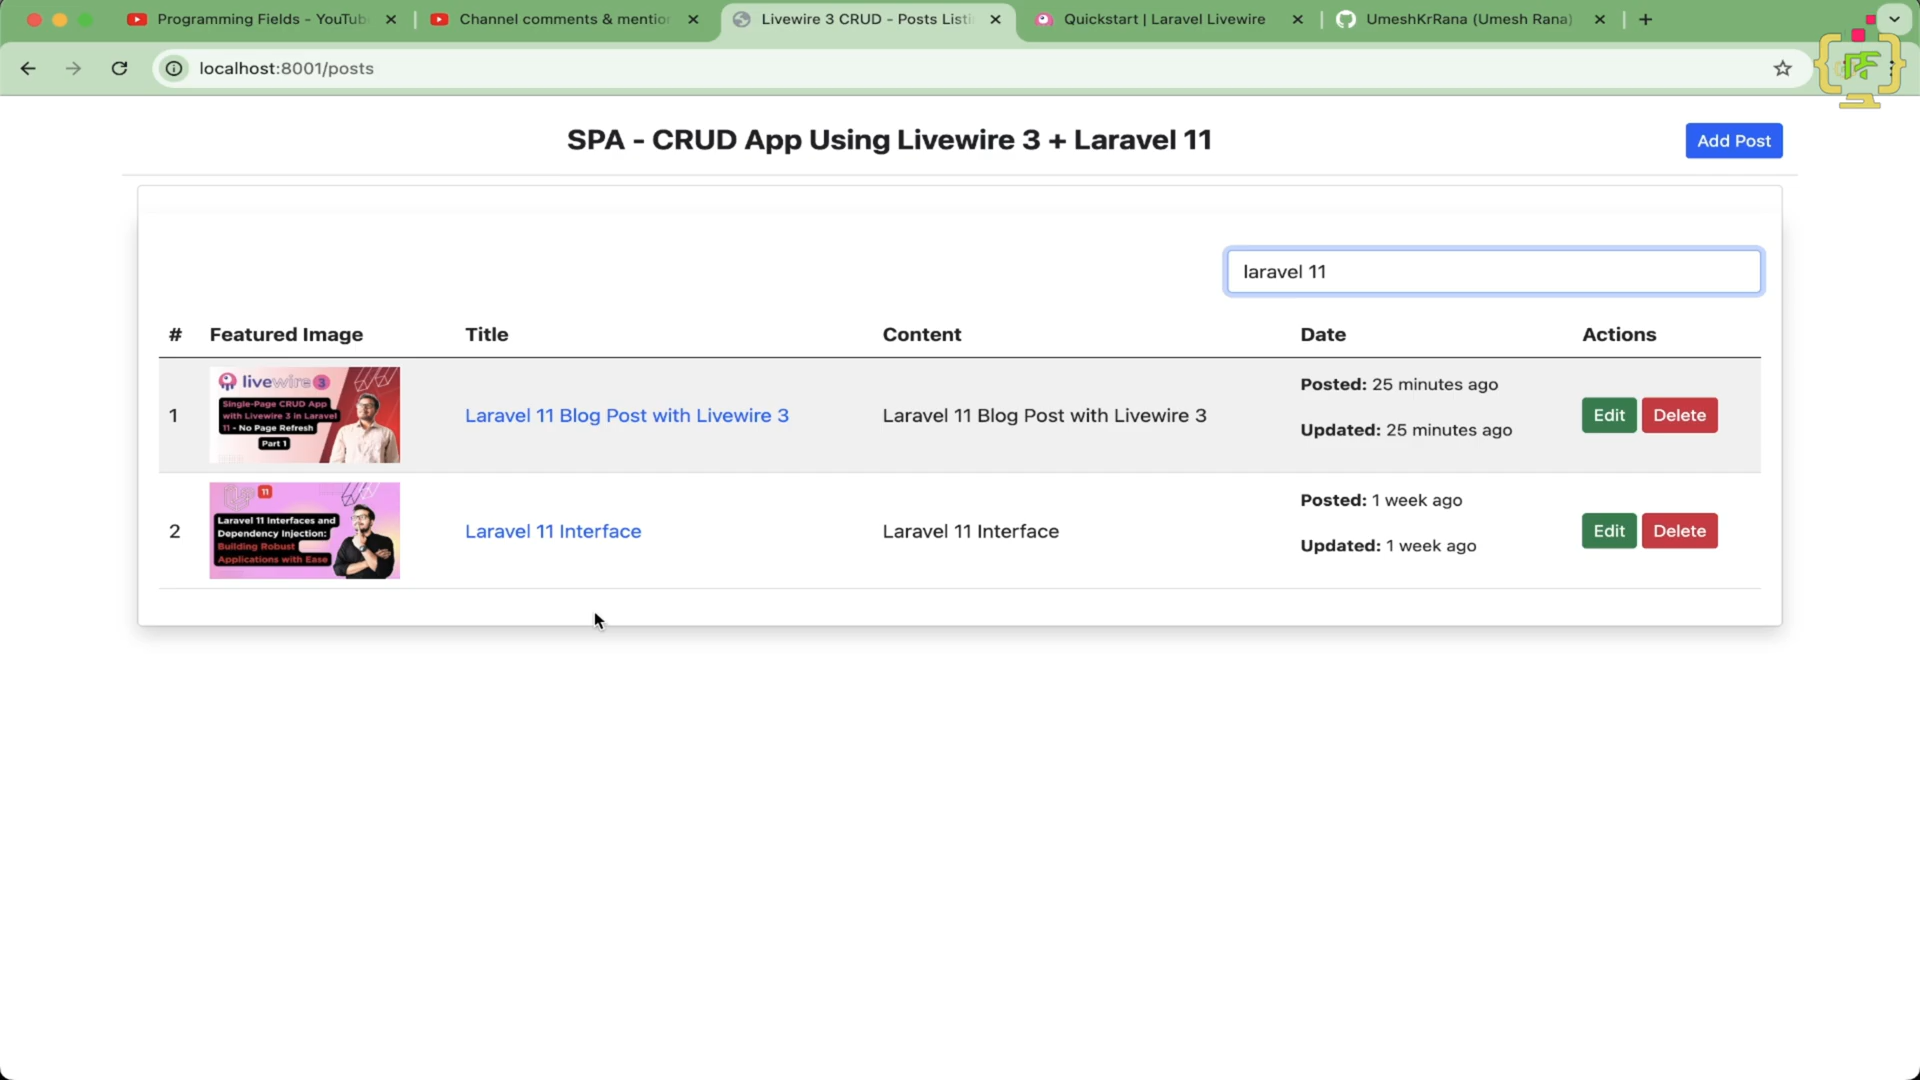 Programming Fields - YouTub
Channel comments & mention
Livewire 3 CRUD - Posts Listi
Quickstart | Laravel Livewire
UmeshKrRana (Umesh Rana)
localhost:8001/posts
SPA - CRUD App Using Livewire 3 + Laravel 11
Add Post
laravel 11
# Featured Image Title Content Date Actions
livewire 3
Single-Page CRUD App
with Livewire 3 in Laravel
11 - No Page Refresh
Part 1
1
Laravel 11 Blog Post with Livewire 3
Laravel 11 Blog Post with Livewire 3
Posted: 25 minutes ago
Updated: 25 minutes ago
Edit Delete
11
Laravel 11 Interfaces and
Dependency Injection:
Building Robust
Applications with Ease
2
Laravel 11 Interface
Laravel 11 Interface
Posted: 1 week ago
Updated: 1 week ago
Edit Delete